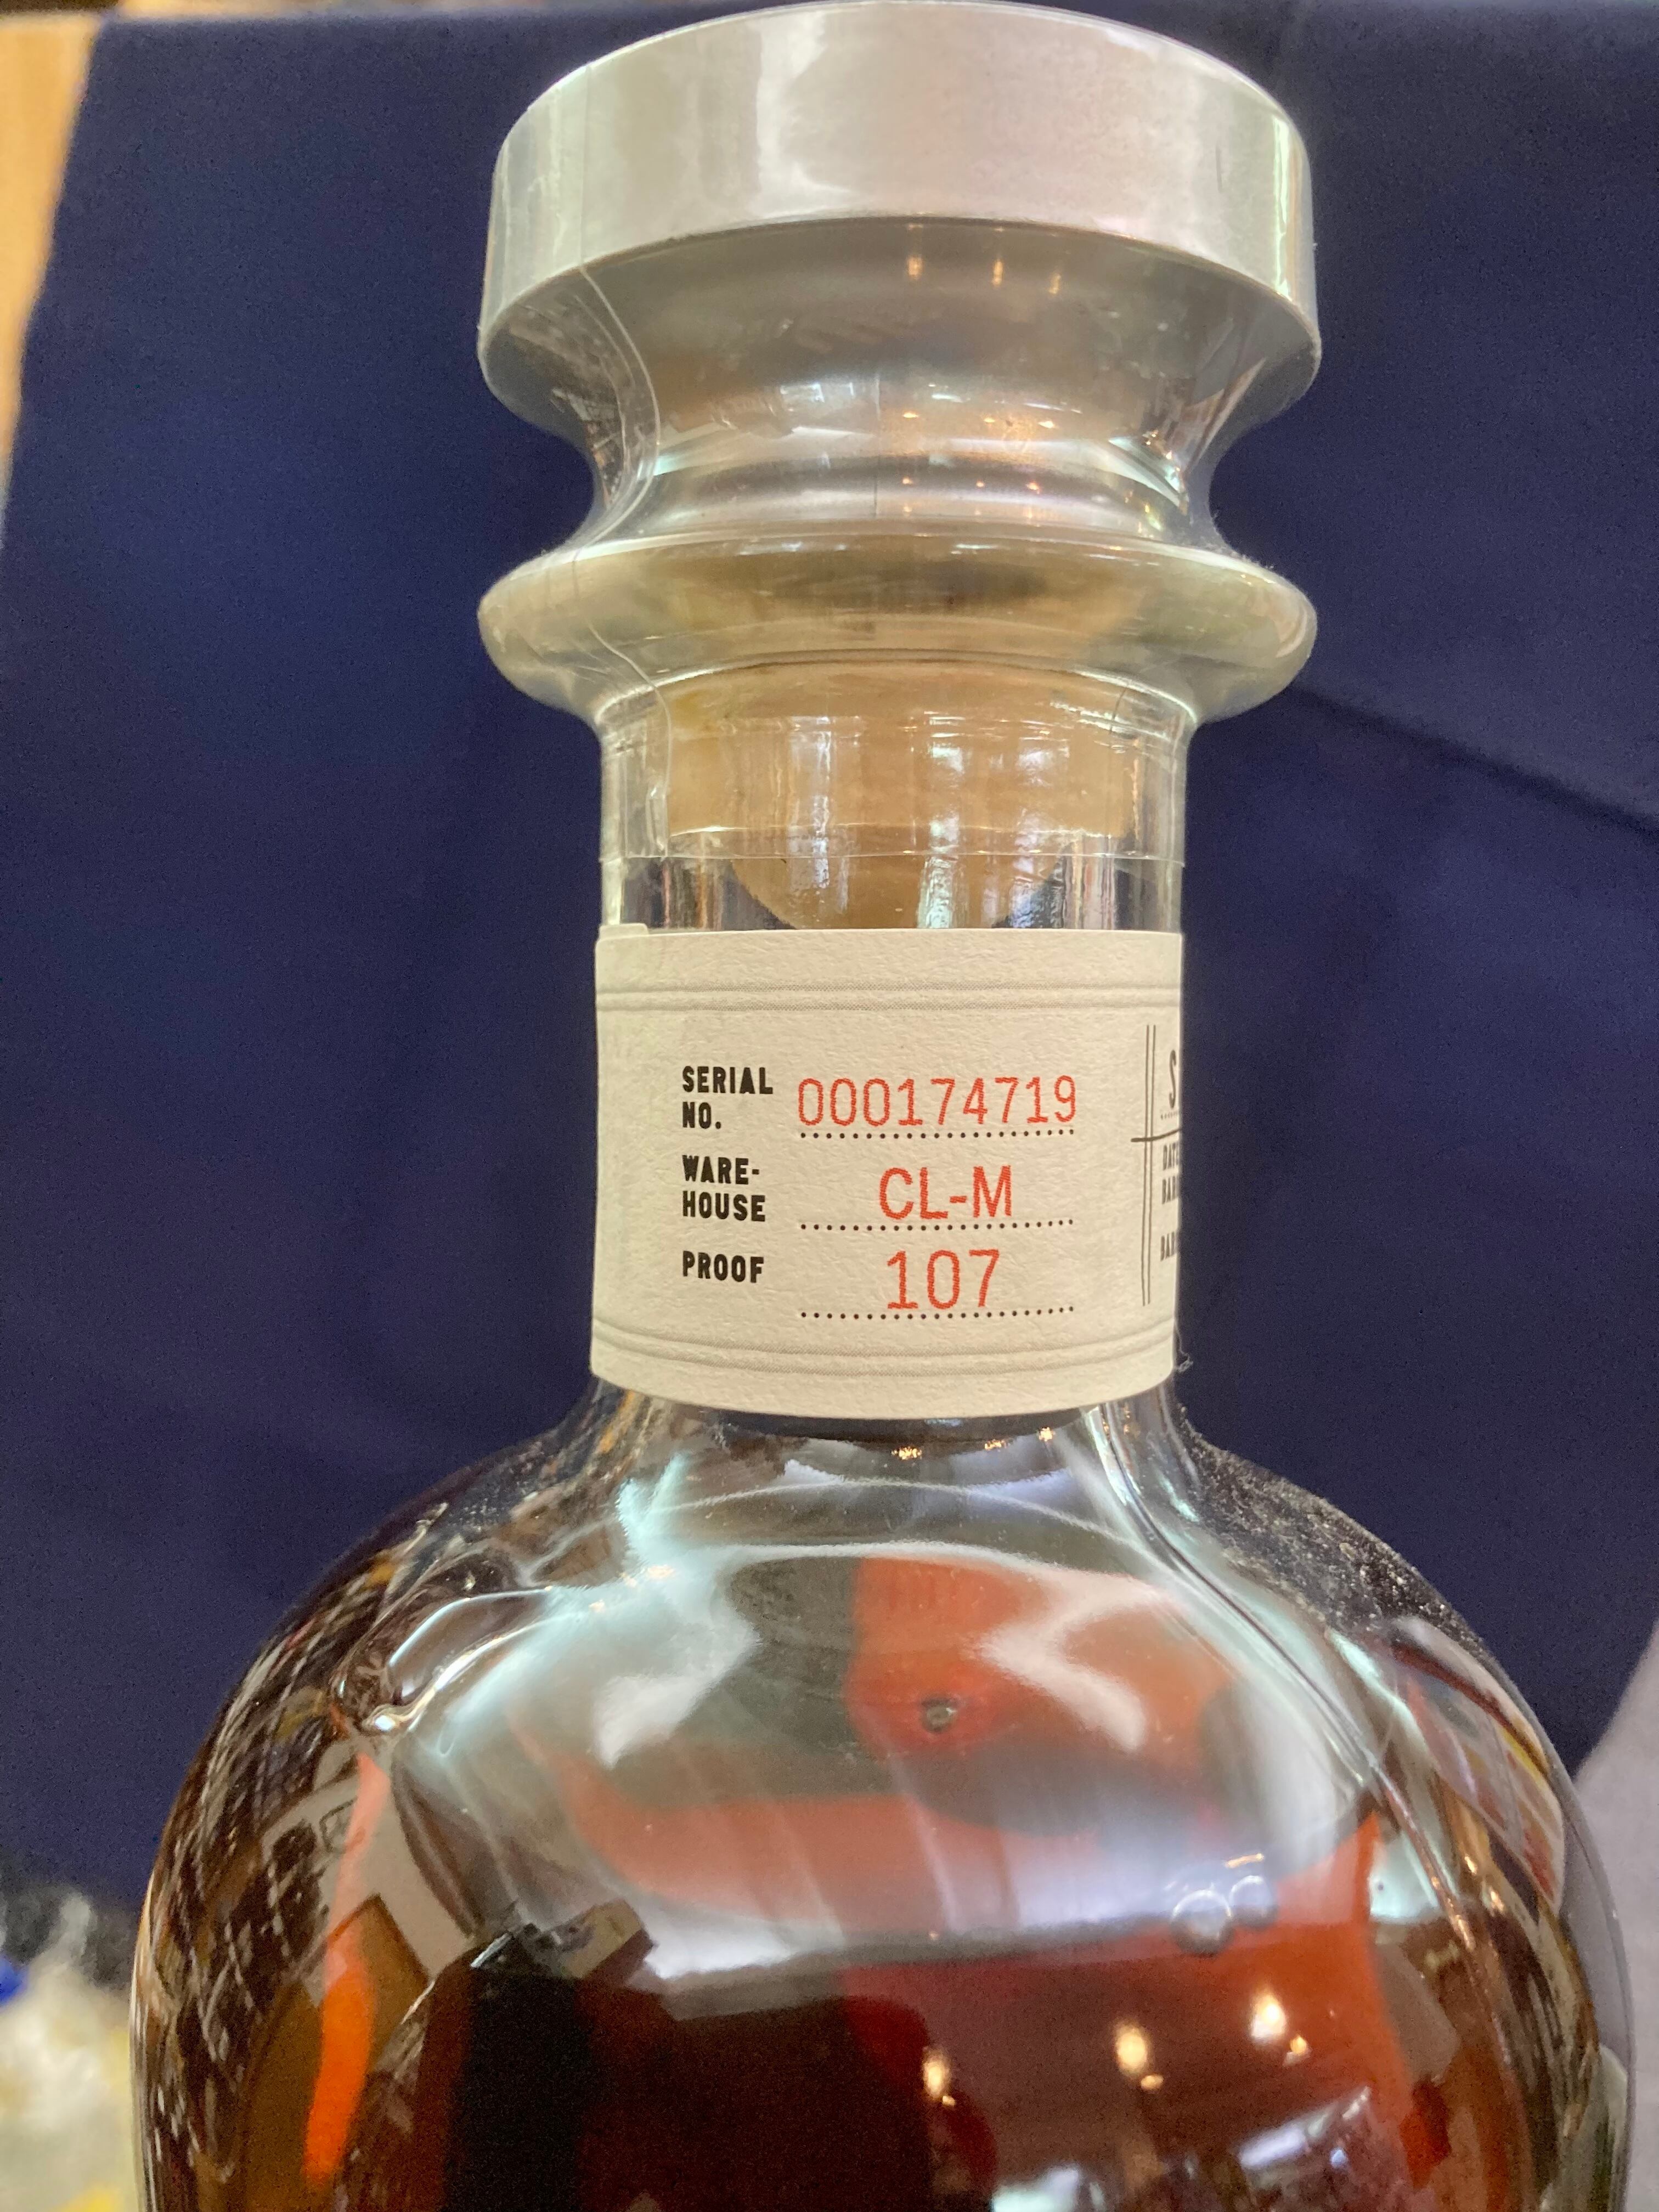 SERIAL
NO. 000174719
WARE-
HOUSE CL-M
PROOF 107